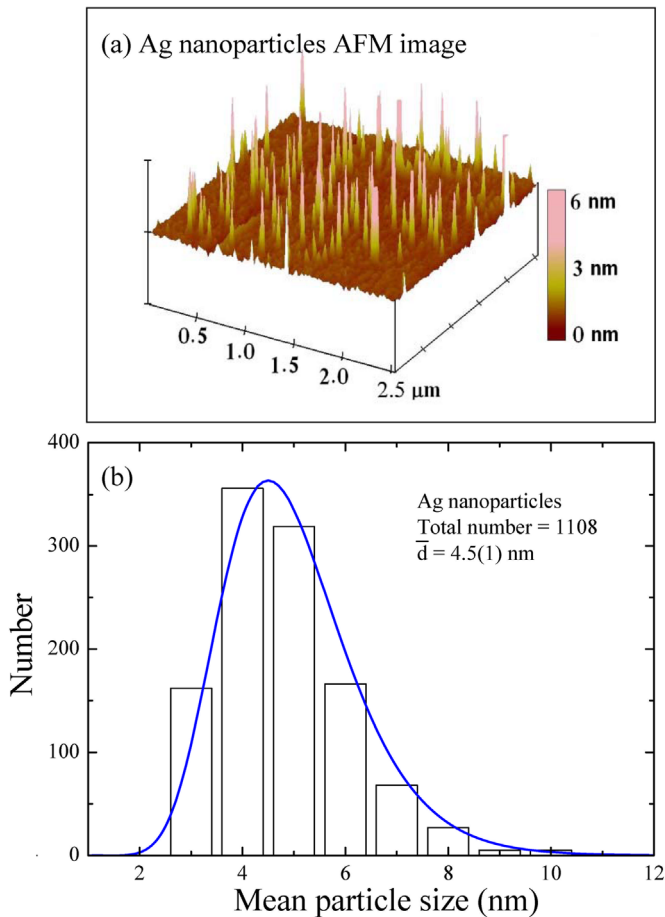 (a) Ag nanoparticles AFM image
6 nm
3 nm
0 nm
0.5
1.0
1.5
2.0
2.5 μm
(b)
400
300
200
100
0
Number
Ag nanoparticles
Total number = 1108
d̅ = 4.5(1) nm
2 4 6 8 10 12
Mean particle size (nm)